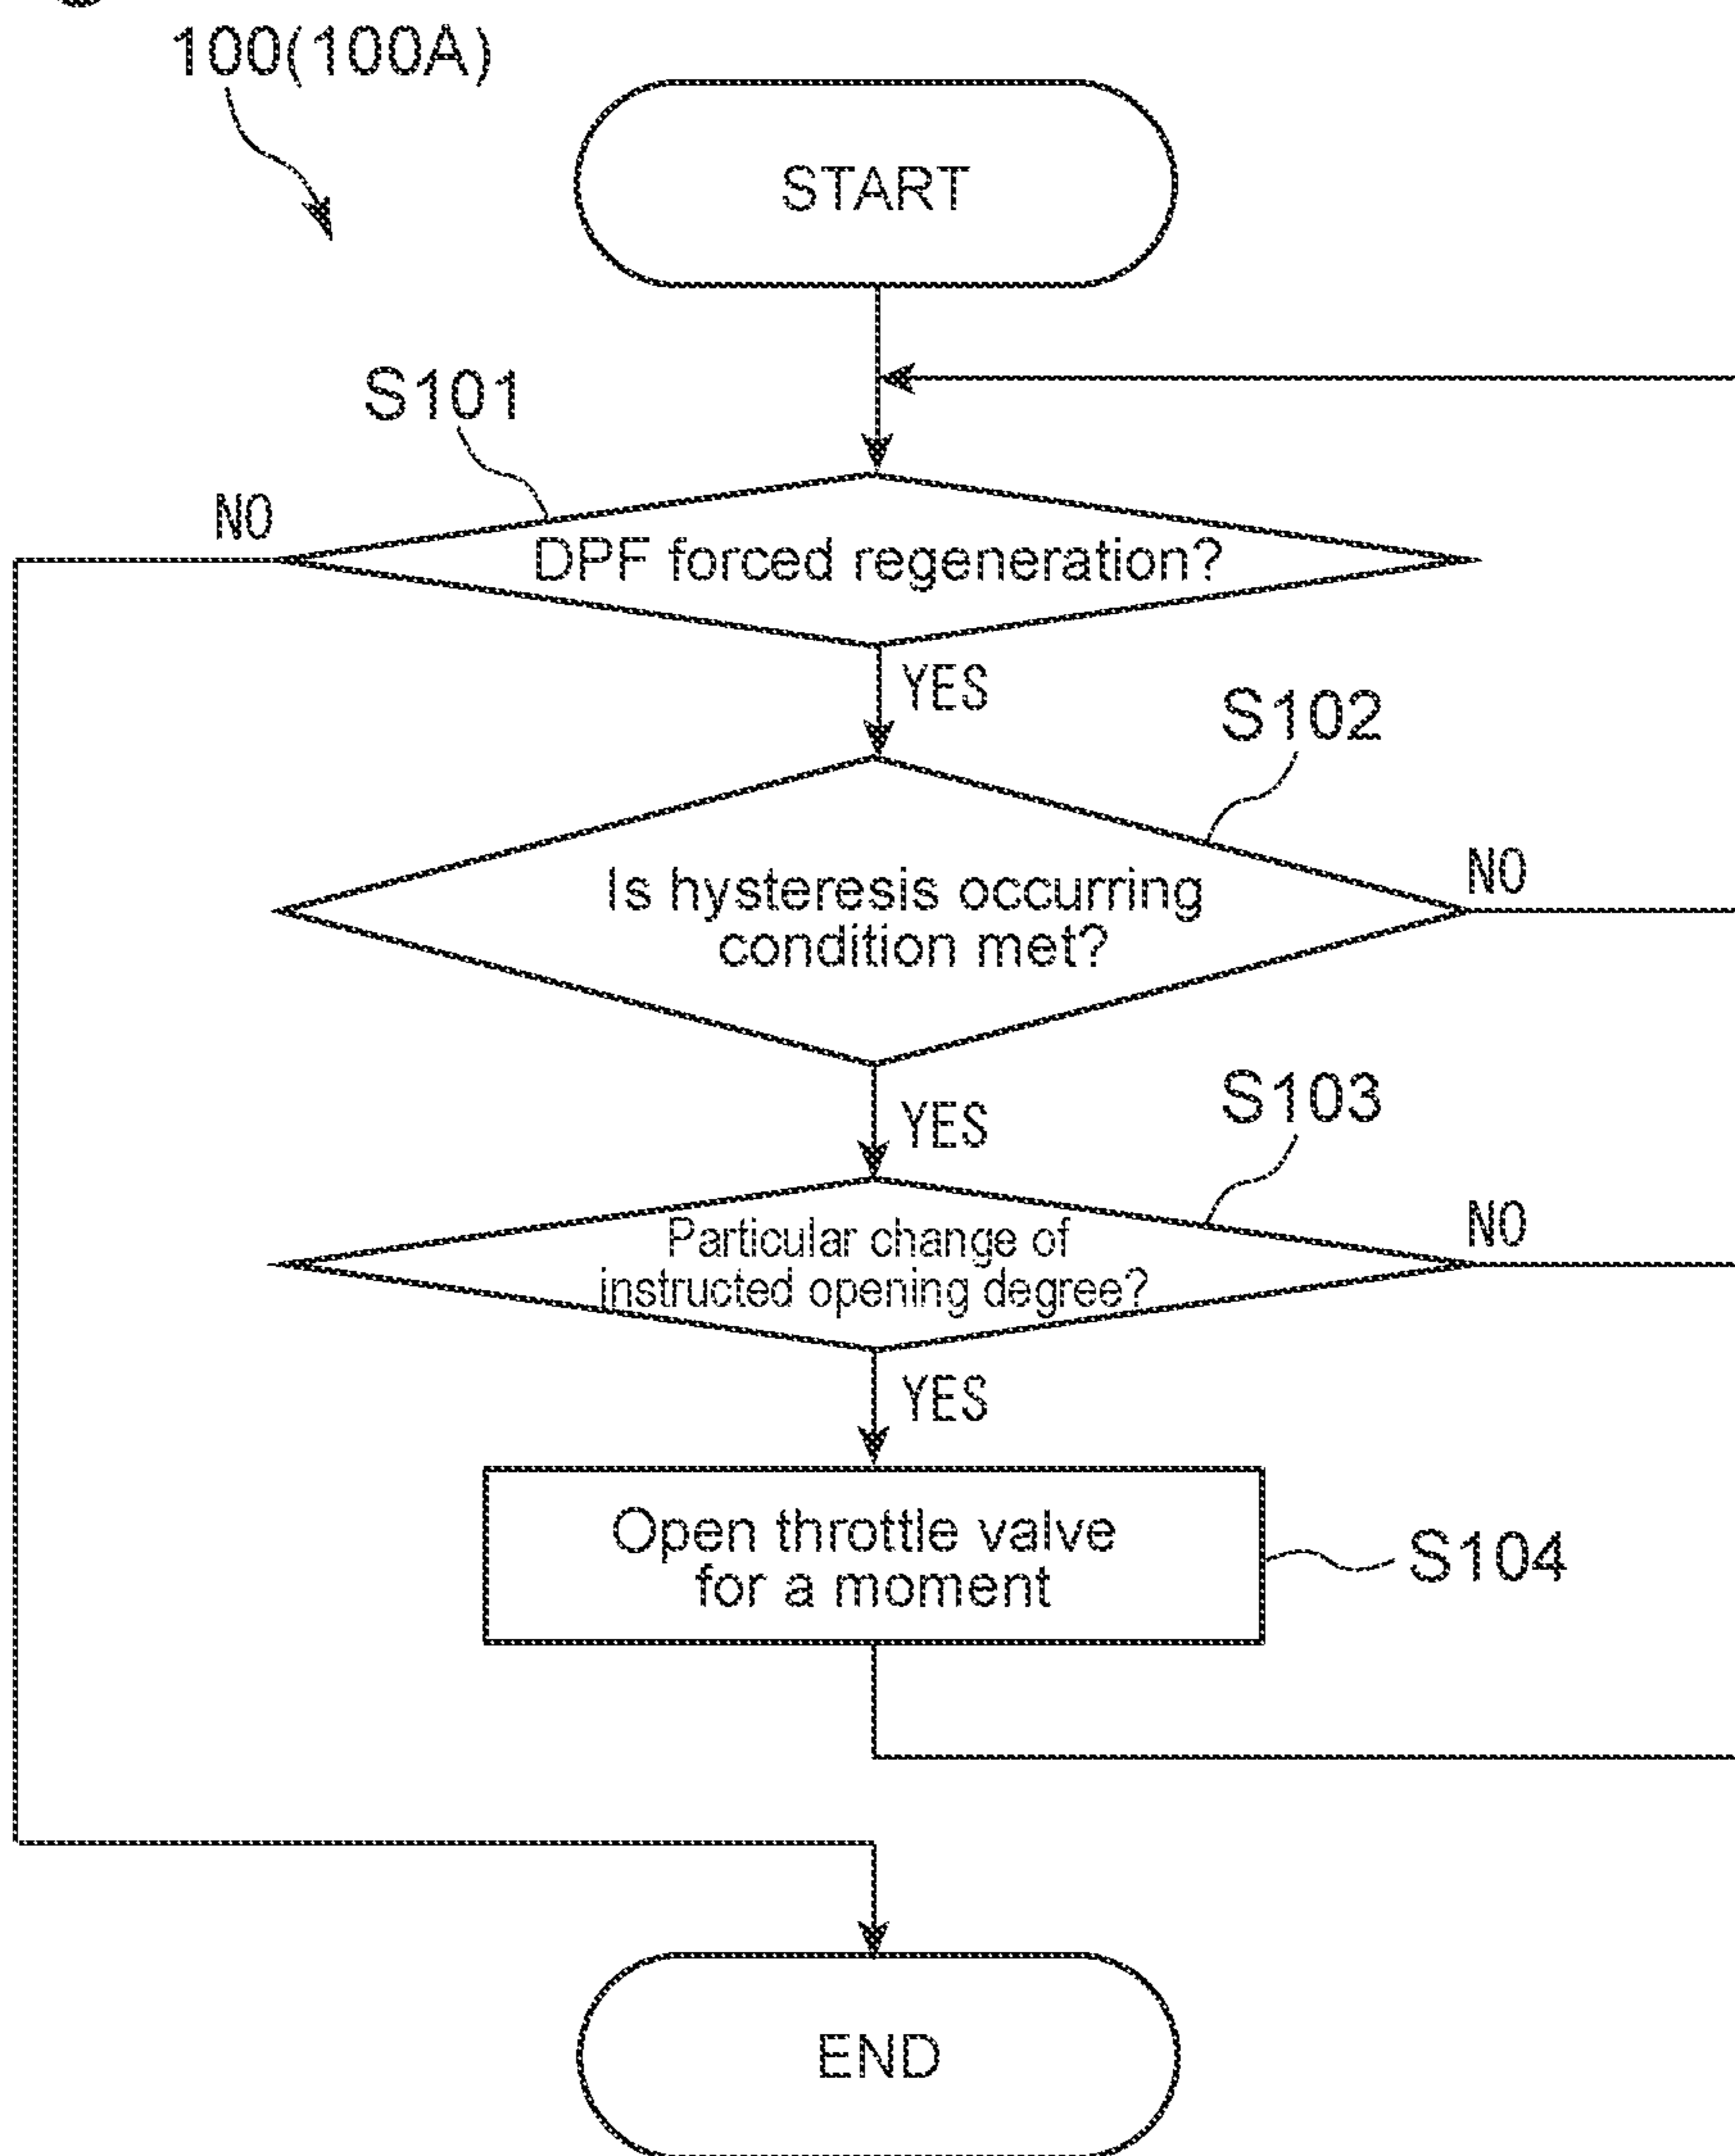 100(100A)
START
S101
NO
DPF forced regeneration?
YES
S102
Is hysteresis occurring
condition met?
NO
YES
S103
Particular change of
instructed opening degree?
NO
YES
Open throttle valve
for a moment
S104
END